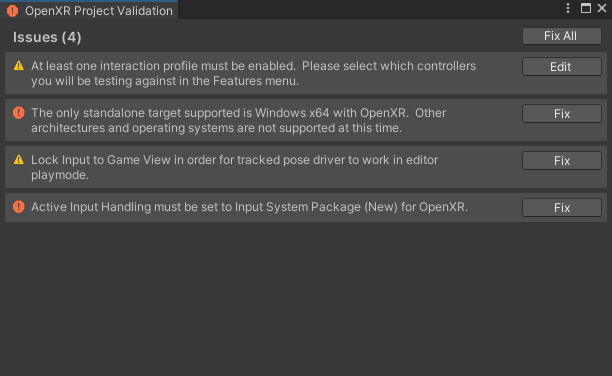 OpenXR Project Validation
Issues (4)
Fix All
At least one interaction profile must be enabled.  Please select which controllers
you will be testing against in the Features menu.
Edit
The only standalone target supported is Windows x64 with OpenXR.  Other
architectures and operating systems are not supported at this time.
Fix
Lock Input to Game View in order for tracked pose driver to work in editor
playmode.
Fix
Active Input Handling must be set to Input System Package (New) for OpenXR.
Fix